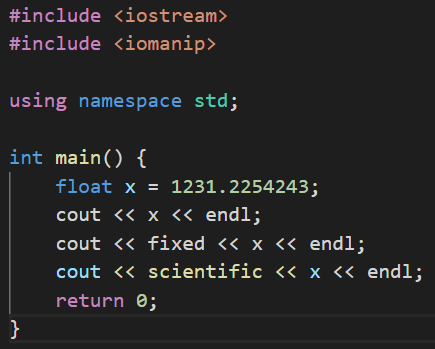 #include <iostream>
#include <iomanip>
using namespace std;
int main() {
float x = 1231.2254243;
cout << x << endl;
cout << fixed << x << endl;
cout << scientific << x << endl;
return 0;
}